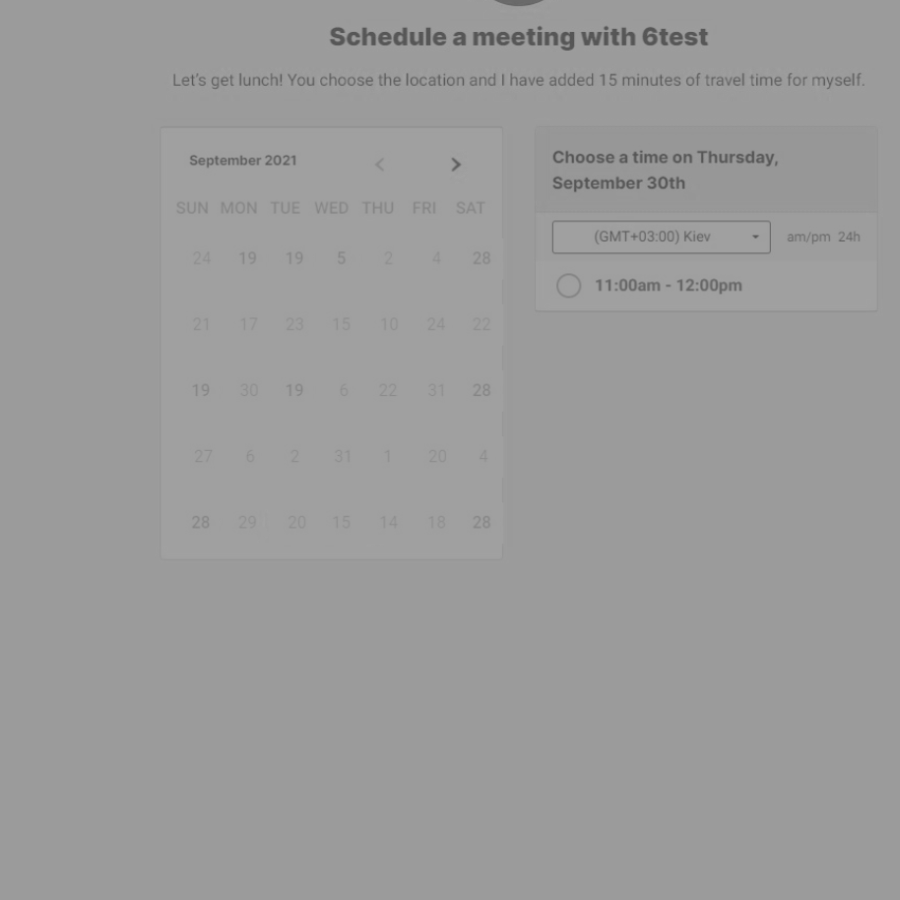 Schedule a meeting with 6test
Let's get lunch! You choose the location and I have added 15 minutes of travel time for myself.
September 2021
SUN MON TUE WED THU FRI SAT
24 19 19 5 2 4 28
21 17 23 15 10 24 22
19 30 19 6 22 31 28
27 6 2 31 1 20 4
28 29 20 15 14 18 28
Choose a time on Thursday,
September 30th
(GMT+03:00) Kiev am/pm 24h
11:00am - 12:00pm